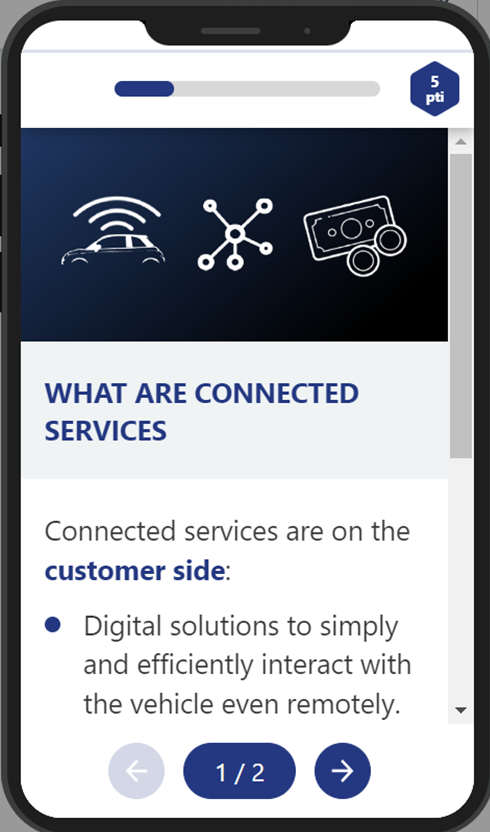 5
pti
WHAT ARE CONNECTED
SERVICES
Connected services are on the
customer side:
Digital solutions to simply
and efficiently interact with
the vehicle even remotely.
1 / 2